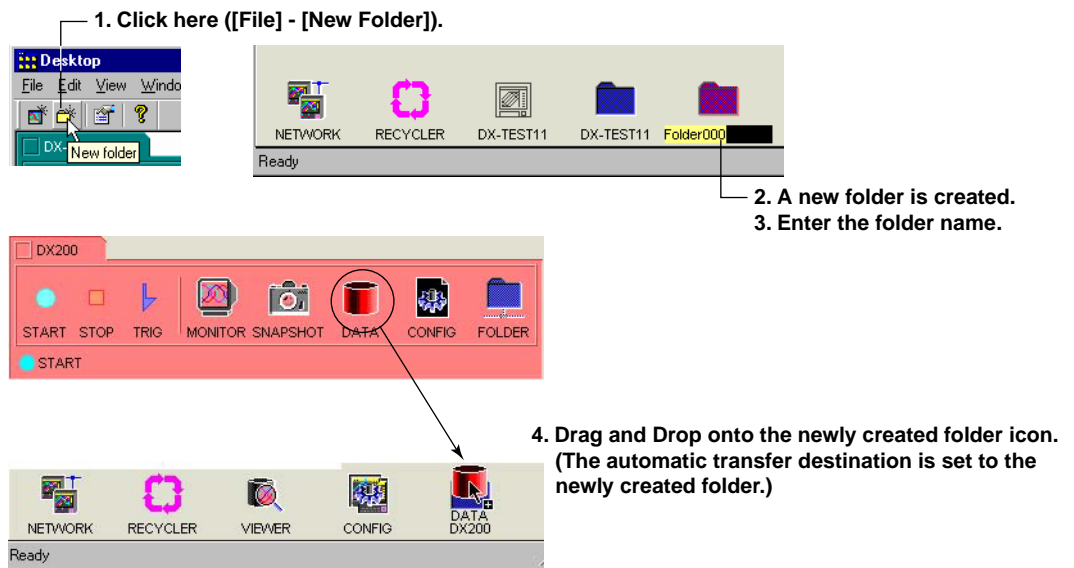 1. Click here ([File] - [New Folder]).
Desktop
File Edit View Windo
DX-
New folder
NETWORK RECYCLER DX-TEST11 DX-TEST11 Folder000
Ready
2. A new folder is created.
3. Enter the folder name.
DX200
START STOP TRIG MONITOR SNAPSHOT DATA CONFIG FOLDER
START
4. Drag and Drop onto the newly created folder icon.
(The automatic transfer destination is set to the
newly created folder.)
NETWORK RECYCLER VIEWER CONFIG DATA
DX200
Ready